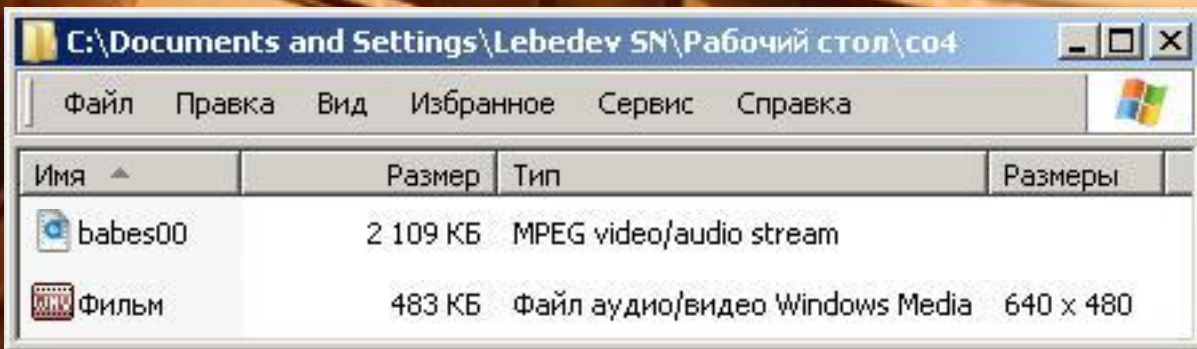 C:\Documents and Settings\Lebedev SN\Рабочий стол\co4
Файл Правка Вид Избранное Сервис Справка
Имя Размер Тип Размеры
babes00 2 109 КБ MPEG video/audio stream
Фильм 483 КБ Файл аудио/видео Windows Media 640 x 480